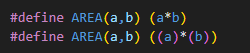 #define AREA(a,b) (a*b)
#define AREA(a,b) ((a)*(b))